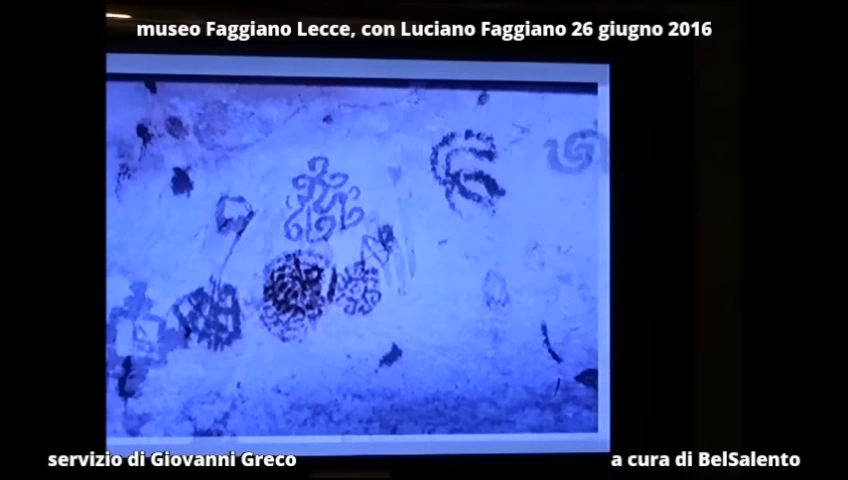 museo Faggiano Lecce, con Luciano Faggiano 26 giugno 2016
servizio di Giovanni Greco
a cura di BelSalento